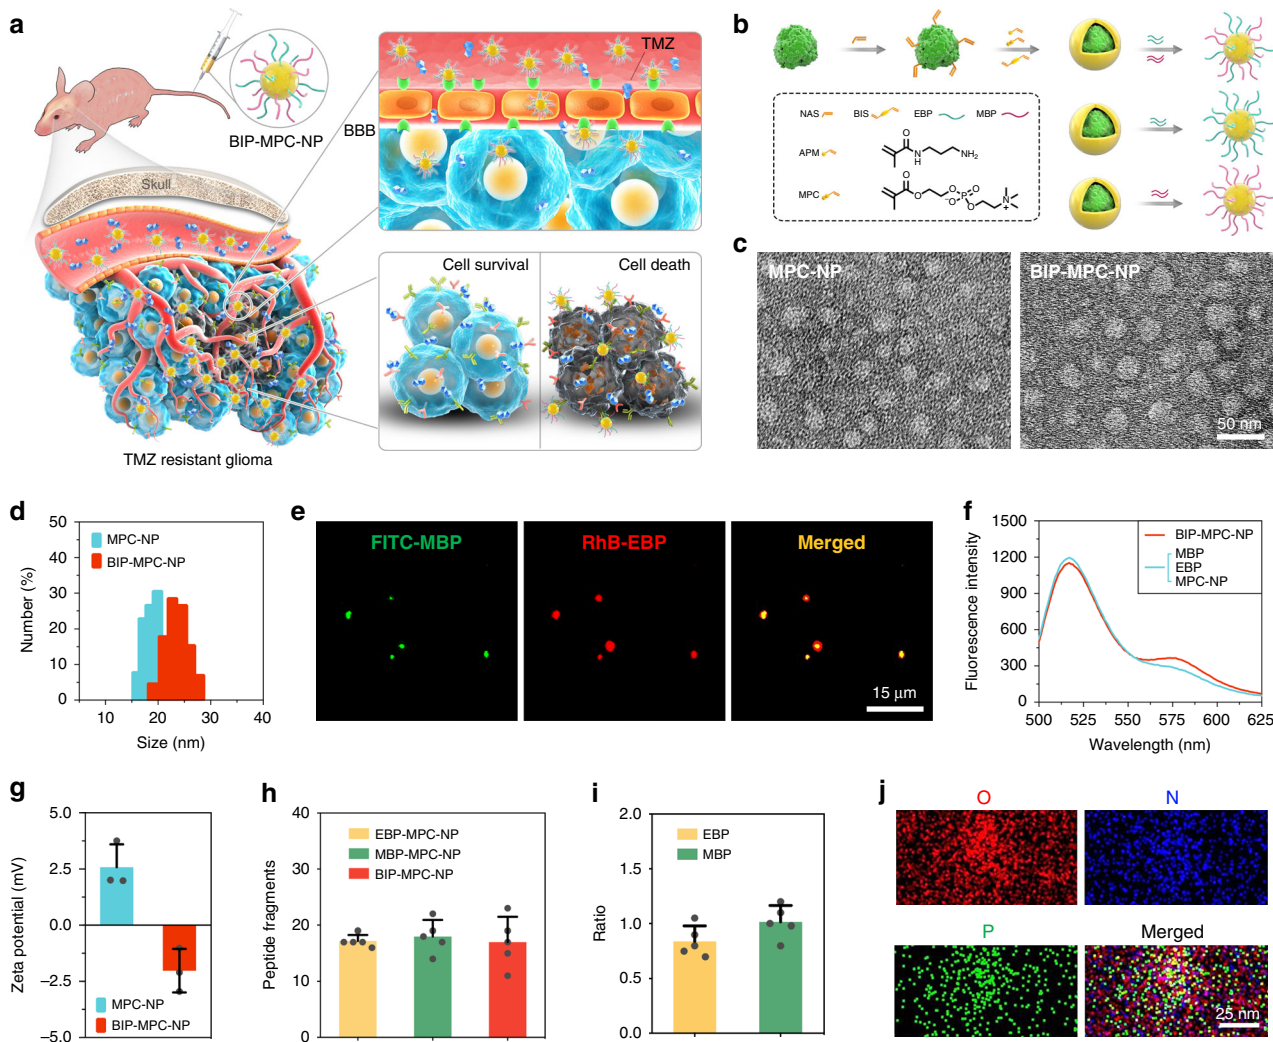 a
BIP-MPC-NP
Skull
TMZ resistant glioma
TMZ
BBB
Cell survival
Cell death
b
NAS
BIS
EBP
MBP
APM
O
N
H
NH₂
MPC
O
O
O
P
O
⁻O
O
N
+
c
MPC-NP
BIP-MPC-NP
50 nm
d
MPC-NP
BIP-MPC-NP
Number (%)
50
40
30
20
10
0
10
20
30
40
Size (nm)
e
FITC-MBP
RhB-EBP
Merged
15 µm
f
BIP-MPC-NP
MBP
EBP
MPC-NP
Fluorescence intensity
1500
1200
900
600
300
0
500
525
550
575
600
625
Wavelength (nm)
g
Zeta potential (mV)
5.0
2.5
0.0
−2.5
−5.0
MPC-NP
BIP-MPC-NP
h
Peptide fragments
40
30
20
10
0
EBP-MPC-NP
MBP-MPC-NP
BIP-MPC-NP
i
Ratio
2.0
1.5
1.0
0.5
0.0
EBP
MBP
j
O
N
P
Merged
25 nm